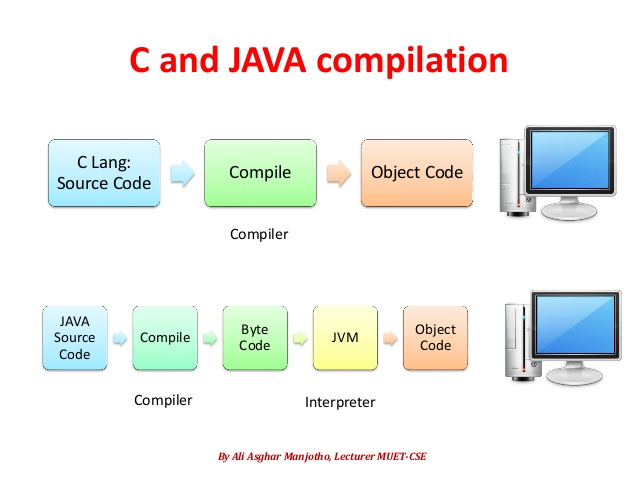 C and JAVA compilation
C Lang:
Source Code
Compile
Object Code
Compiler
JAVA
Source
Code
Compile
Byte
Code
JVM
Object
Code
Compiler
Interpreter
By Ali Asghar Manjotho, Lecturer MUET-CSE